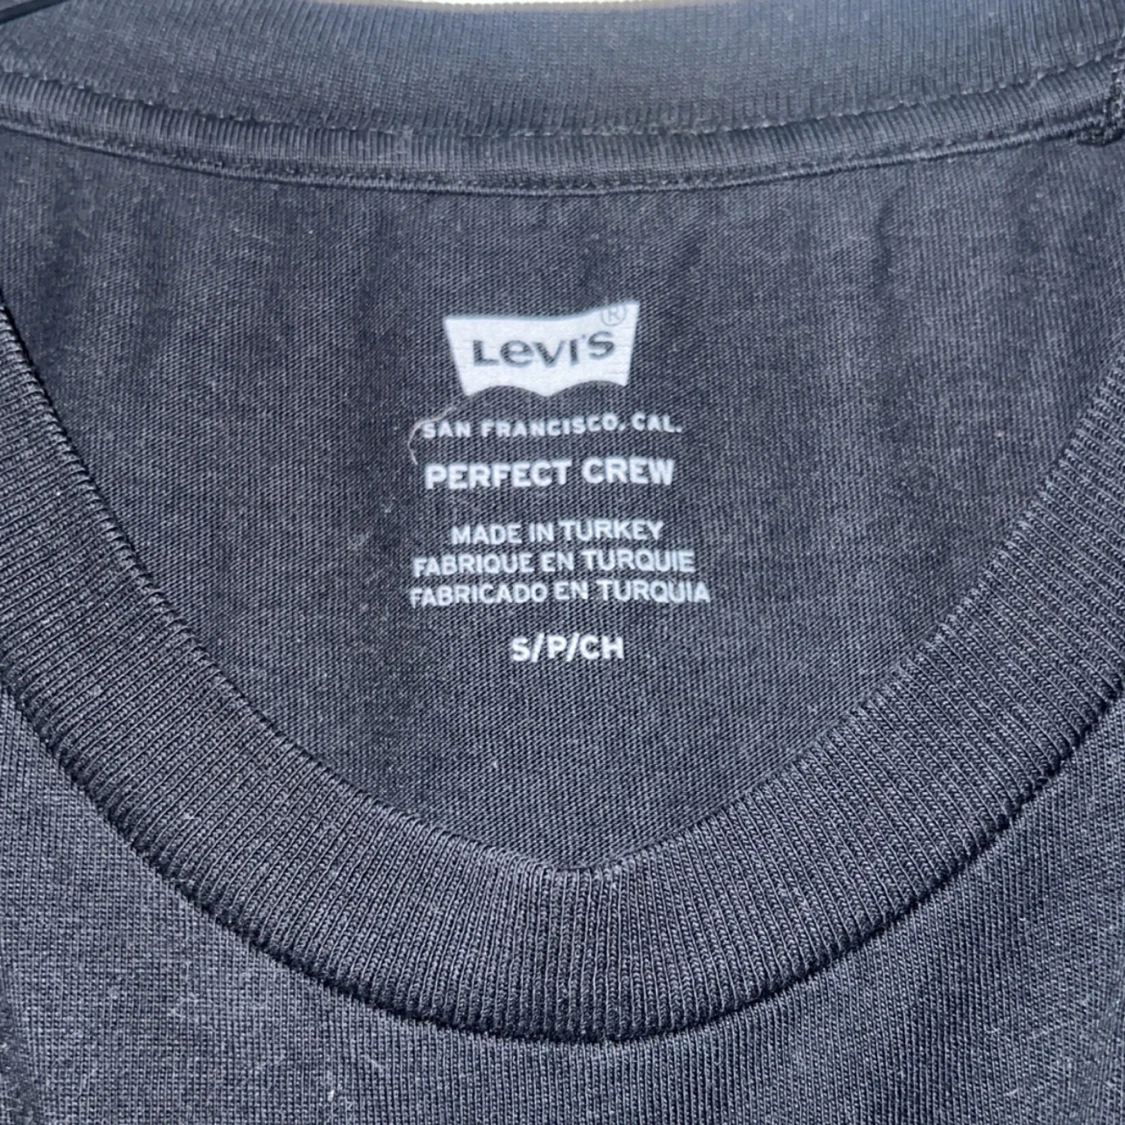 Levi's®
SAN FRANCISCO, CAL.
PERFECT CREW
MADE IN TURKEY
FABRIQUE EN TURQUIE
FABRICADO EN TURQUIA
S/P/CH